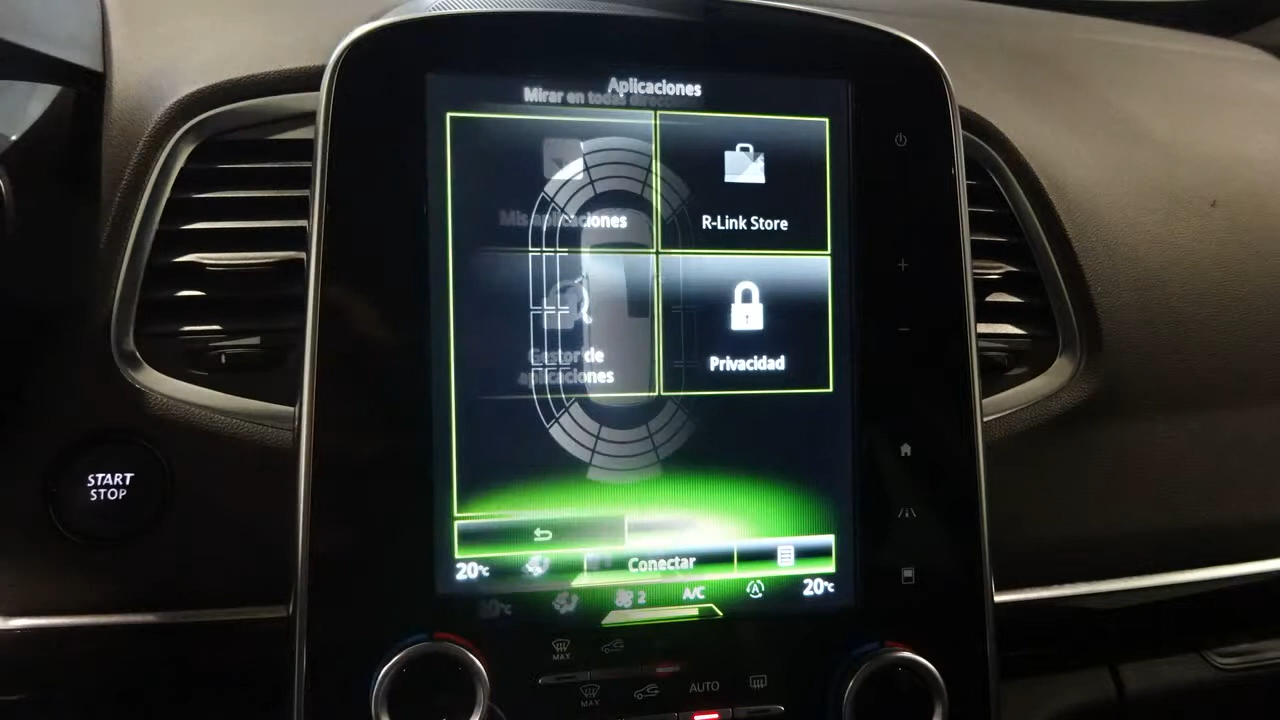 Aplicaciones
Mirar en todas direcc
Mis aplicaciones
R-Link Store
Gestor de
aplicaciones
Privacidad
START
STOP
Conectar
20°C
20°C
2
A/C
A
20°C
MAX
MAX
AUTO